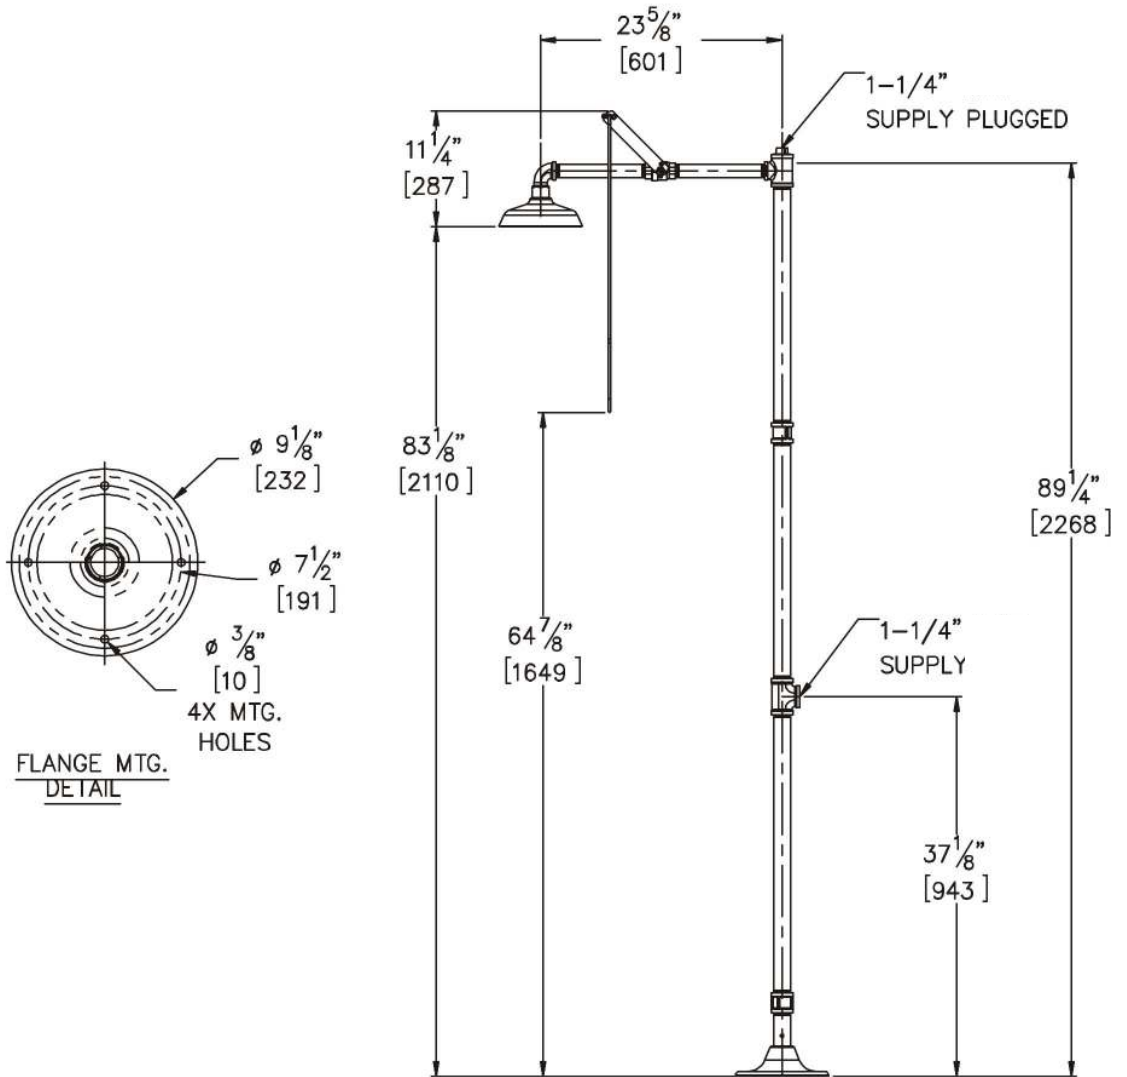 23 5/8"
[601]
1-1/4"
SUPPLY PLUGGED
11 1/4"
[287]
83 1/8"
[2110]
ø 9 1/8"
[232]
89 1/4"
[2268]
ø 7 1/2"
[191]
64 7/8"
[1649]
1-1/4"
SUPPLY
ø 3/8"
[10]
4X MTG.
HOLES
FLANGE MTG.
DETAIL
37 1/8"
[943]